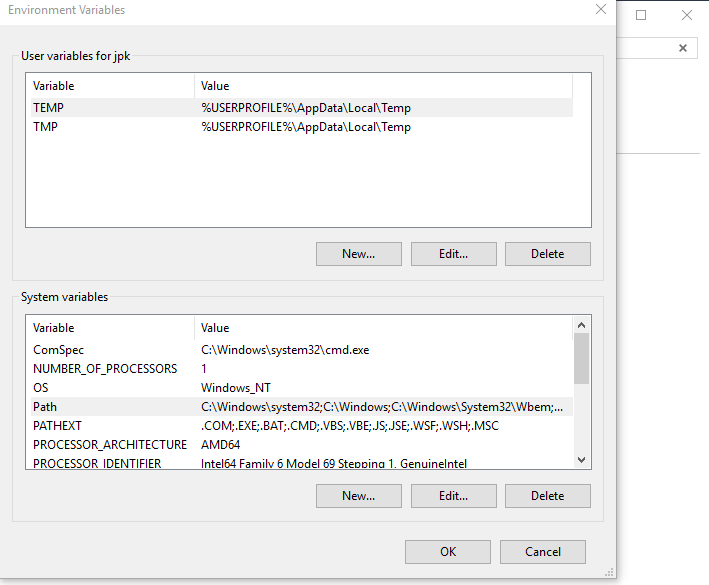 Environment Variables
User variables for jpk
Variable Value
TEMP %USERPROFILE%\AppData\Local\Temp
TMP %USERPROFILE%\AppData\Local\Temp
New... Edit... Delete
System variables
Variable Value
ComSpec C:\Windows\system32\cmd.exe
NUMBER_OF_PROCESSORS 1
OS Windows_NT
Path C:\Windows\system32;C:\Windows;C:\Windows\System32\Wbem;...
PATHEXT .COM;.EXE;.BAT;.CMD;.VBS;.VBE;.JS;.JSE;.WSF;.WSH;.MSC
PROCESSOR_ARCHITECTURE AMD64
PROCESSOR_IDENTIFIER Intel64 Family 6 Model 69 Stepping 1, GenuineIntel
New... Edit... Delete
OK Cancel